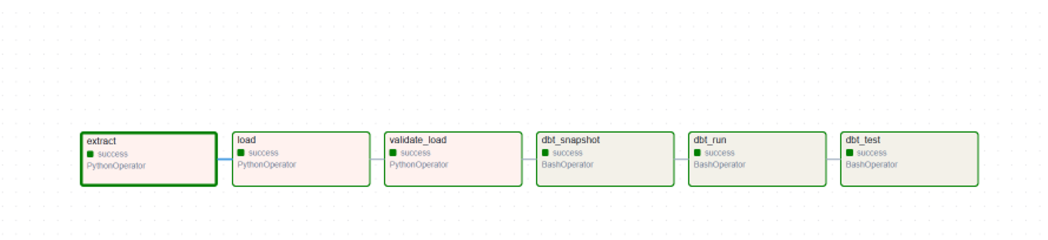 extract
success
PythonOperator
load
success
PythonOperator
validate_load
success
PythonOperator
dbt_snapshot
success
BashOperator
dbt_run
success
BashOperator
dbt_test
success
BashOperator